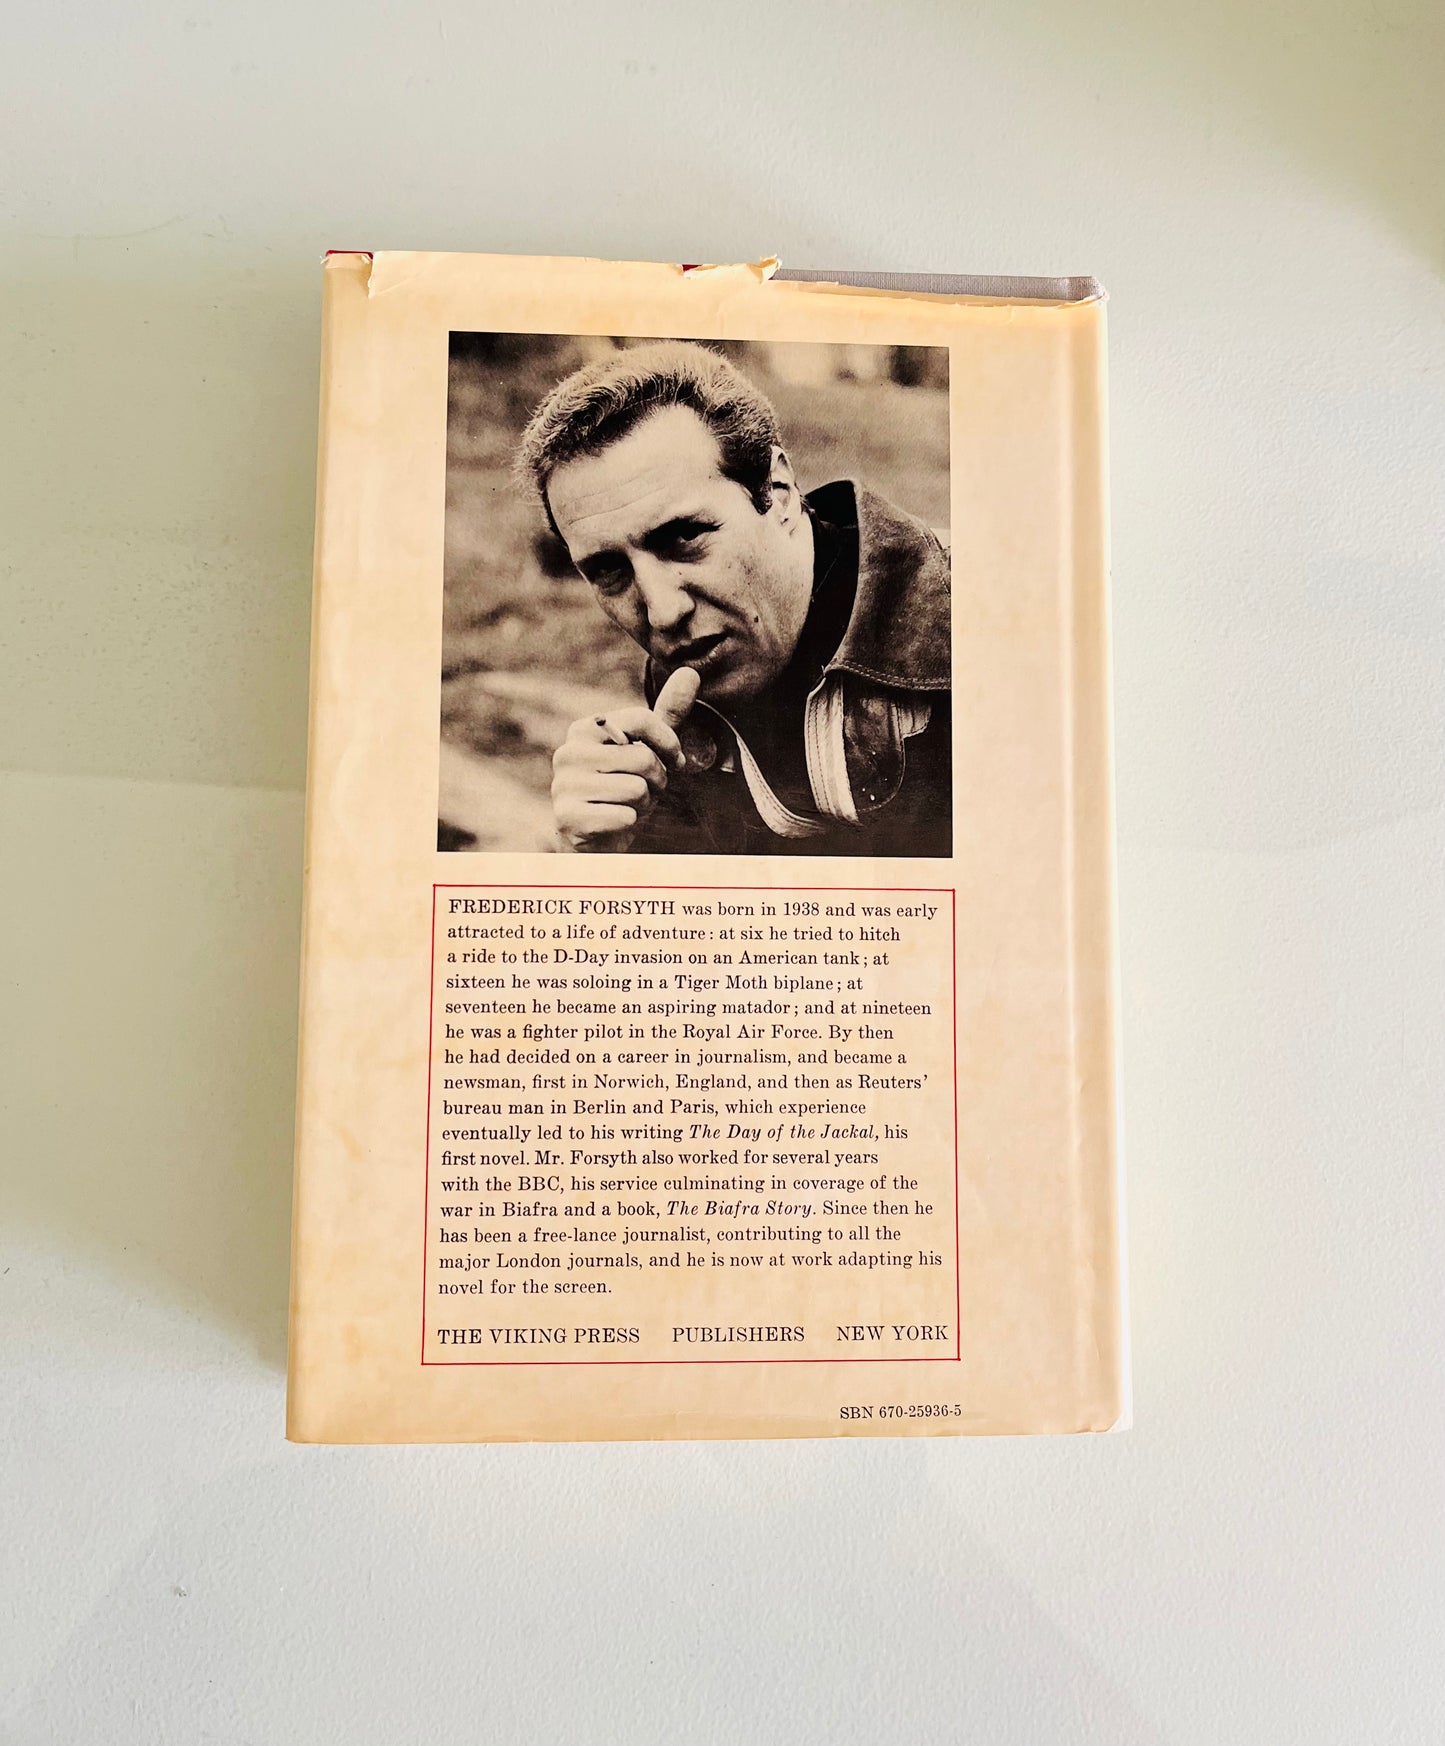 FREDERICK FORSYTH was born in 1938 and was early
attracted to a life of adventure: at six he tried to hitch
a ride to the D-Day invasion on an American tank; at
sixteen he was soloing in a Tiger Moth biplane; at
seventeen he became an aspiring matador; and at nineteen
he was a fighter pilot in the Royal Air Force. By then
he had decided on a career in journalism, and became a
newsman, first in Norwich, England, and then as Reuters'
bureau man in Berlin and Paris, which experience
eventually led to his writing The Day of the Jackal, his
first novel. Mr. Forsyth also worked for several years
with the BBC, his service culminating in coverage of the
war in Biafra and a book, The Biafra Story. Since then he
has been a free-lance journalist, contributing to all the
major London journals, and he is now at work adapting his
novel for the screen.
THE VIKING PRESS PUBLISHERS NEW YORK
SBN 670-25936-5